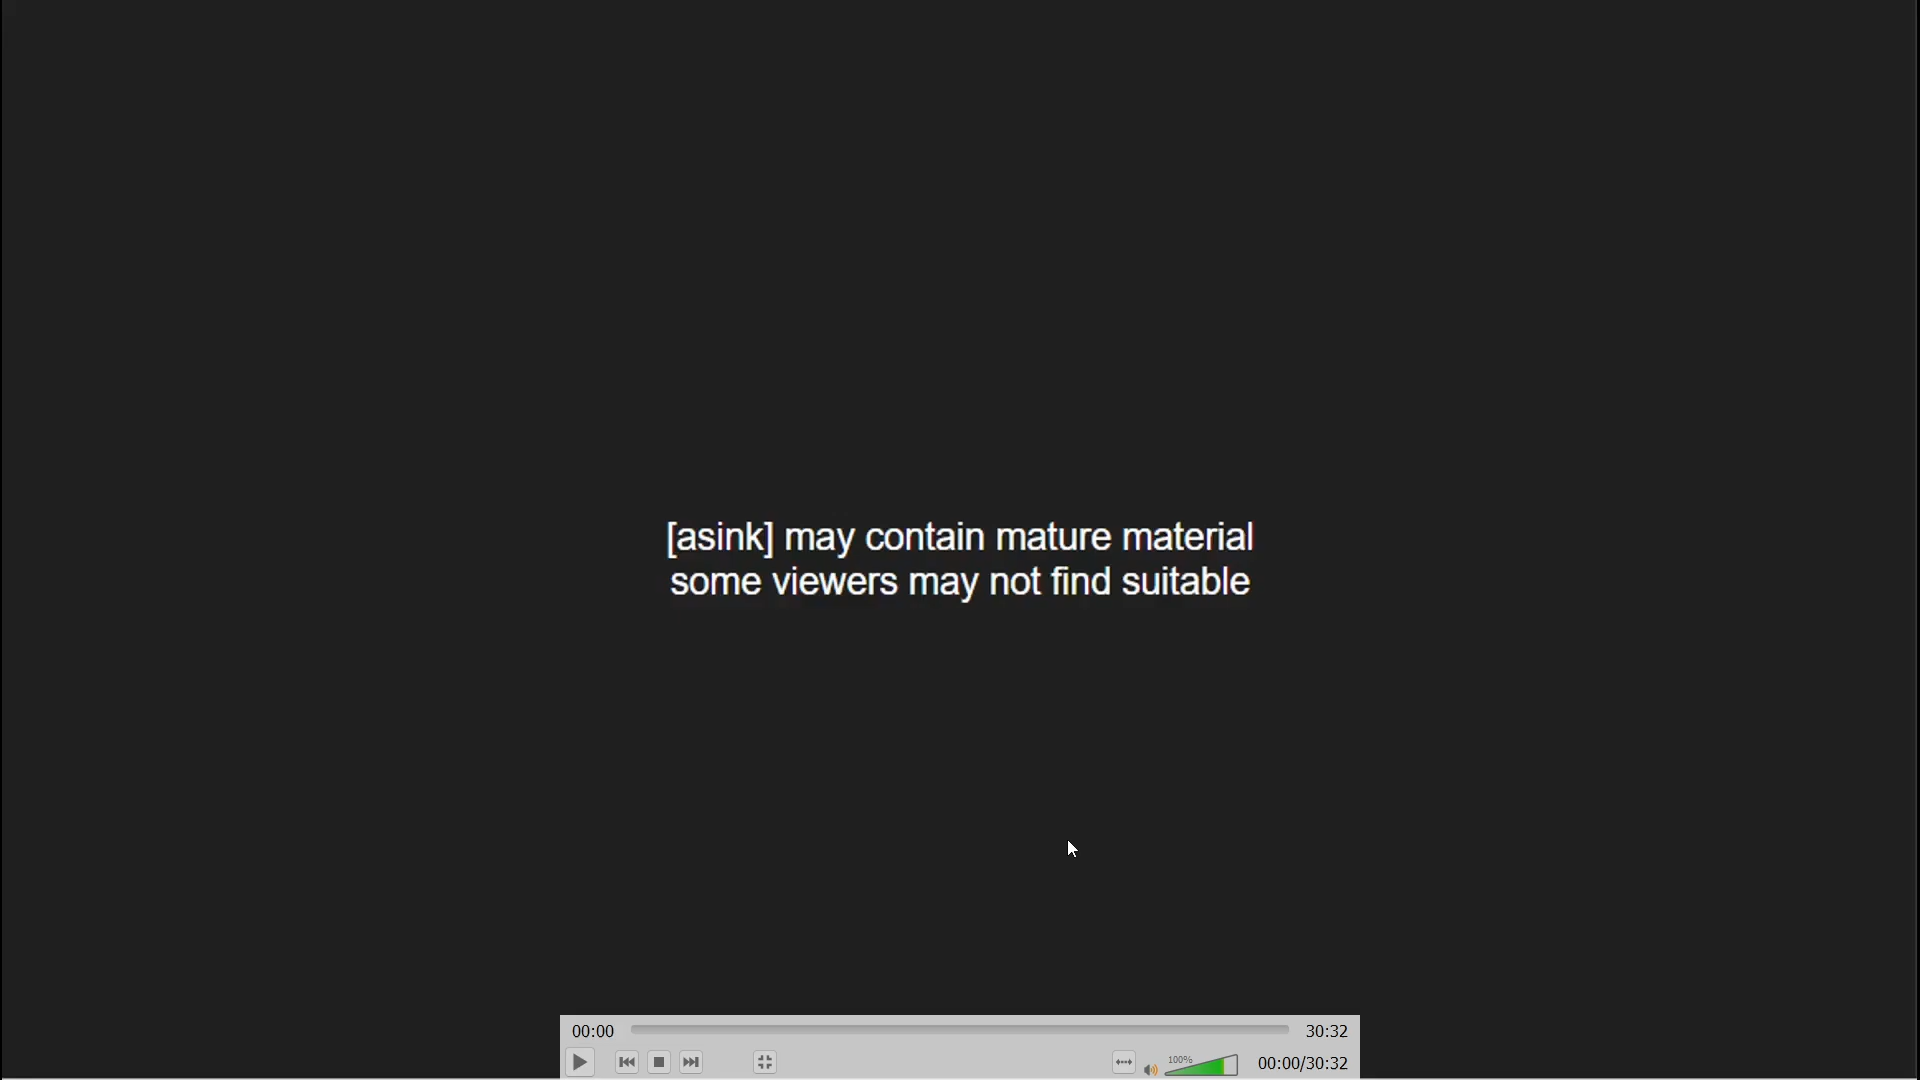 [asink] may contain mature material
some viewers may not find suitable
00:00
30:32
100%
00:00/30:32